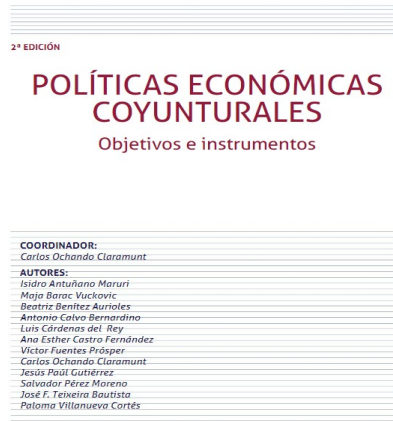 2ª EDICIÓN
POLÍTICAS ECONÓMICAS
COYUNTURALES
Objetivos e instrumentos
COORDINADOR:
Carlos Ochando Claramunt
AUTORES:
Isidro Antuñano Maruri
Maja Barac Vuckovic
Beatriz Benítez Aurioles
Antonio Calvo Bernardino
Luis Cárdenas del Rey
Ana Esther Castro Fernández
Víctor Fuentes Prósper
Carlos Ochando Claramunt
Jesús Paúl Gutiérrez
Salvador Pérez Moreno
José F. Teixeira Bautista
Paloma Villanueva Cortés